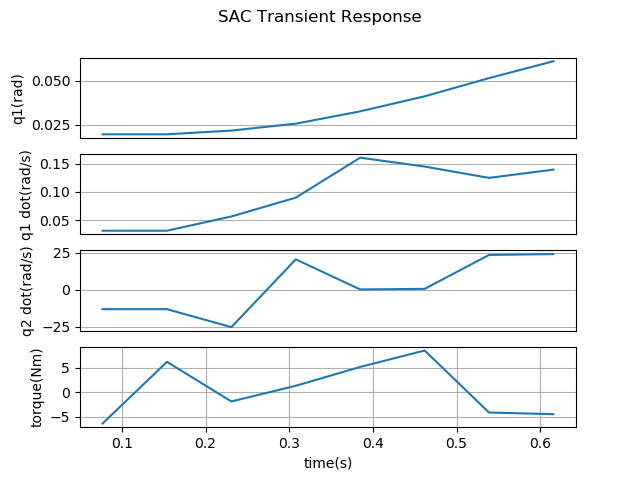 SAC Transient Response
q1(rad)
0.050
0.025
q1 dot(rad/s)
0.15
0.10
0.05
q2 dot(rad/s)
25
0
−25
torque(Nm)
5
0
−5
0.1 0.2 0.3 0.4 0.5 0.6
time(s)